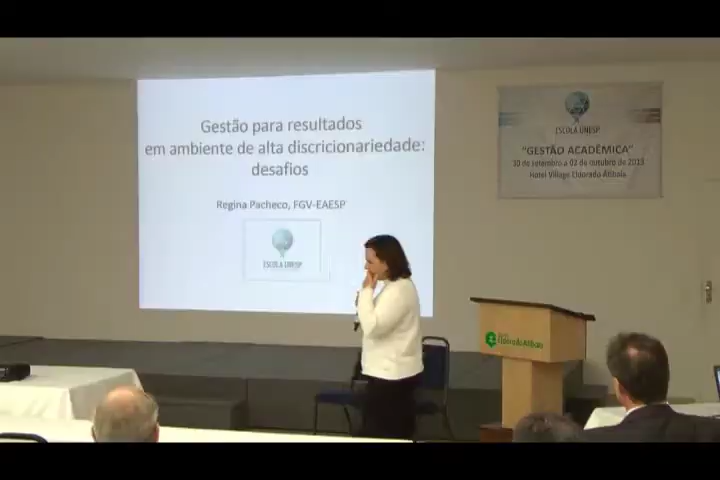 Gestão para resultados
em ambiente de alta discricionariedade:
desafios
Regina Pacheco, FGV-EAESP
ESCOLA UNESP
ESCOLA UNESP
"GESTÃO ACADÊMICA"
30 de setembro a 02 de outubro de 2013
Hotel Village Eldorado Atibaia
Eldorado Atibaia